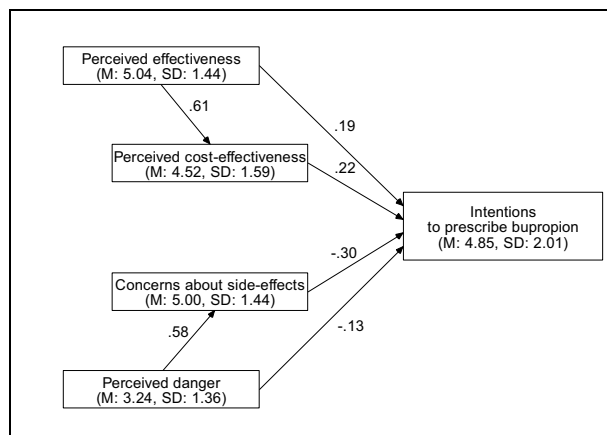 Perceived effectiveness
(M: 5.04, SD: 1.44)
.61
.19
Perceived cost-effectiveness
(M: 4.52, SD: 1.59)
.22
Intentions
to prescribe bupropion
(M: 4.85, SD: 2.01)
Concerns about side-effects
(M: 5.00, SD: 1.44)
-.30
.58
-.13
Perceived danger
(M: 3.24, SD: 1.36)